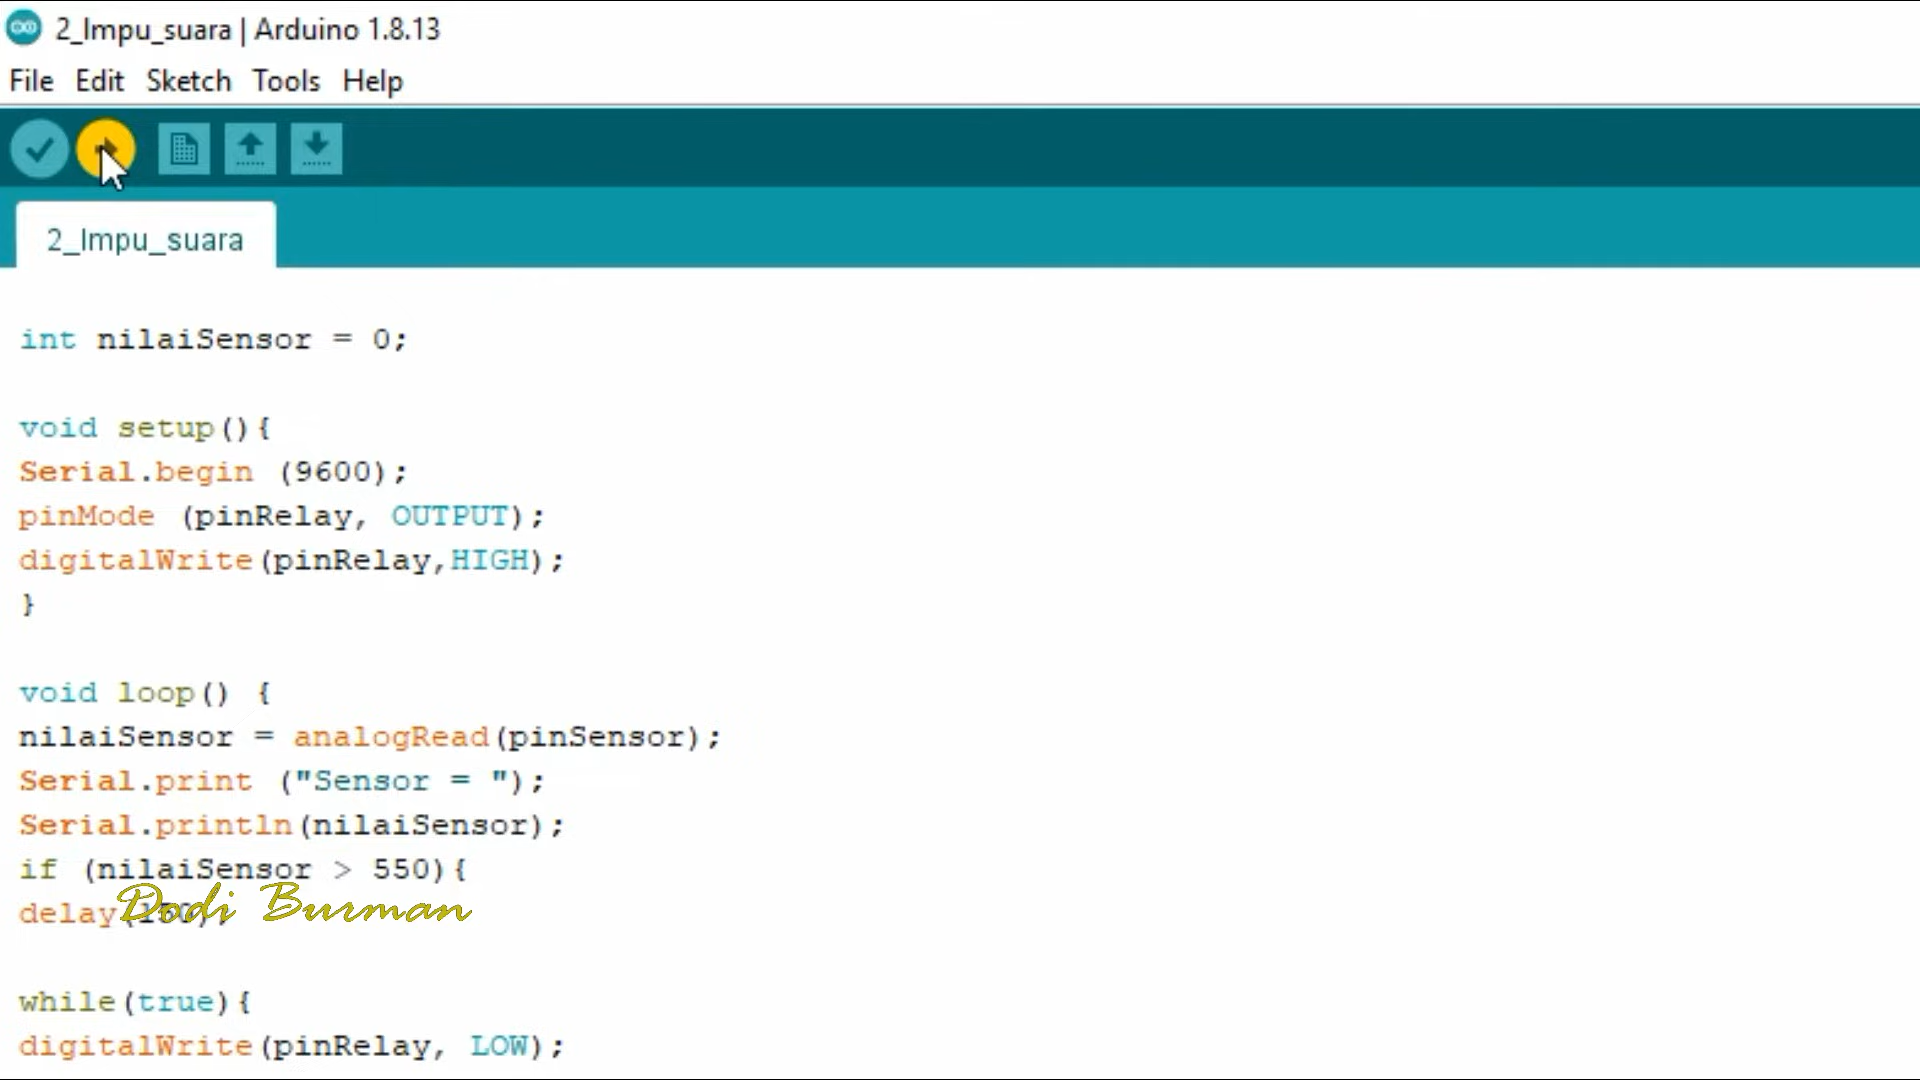 2_Impu_suara | Arduino 1.8.13
File Edit Sketch Tools Help
2_Impu_suara
int nilaiSensor = 0;
void setup(){
Serial.begin (9600);
pinMode (pinRelay, OUTPUT);
digitalWrite(pinRelay,HIGH);
}
void loop() {
nilaiSensor = analogRead(pinSensor);
Serial.print ("Sensor = ");
Serial.println(nilaiSensor);
if (nilaiSensor > 550){
delay(150);
Dodi Burman
while(true){
digitalWrite(pinRelay, LOW);